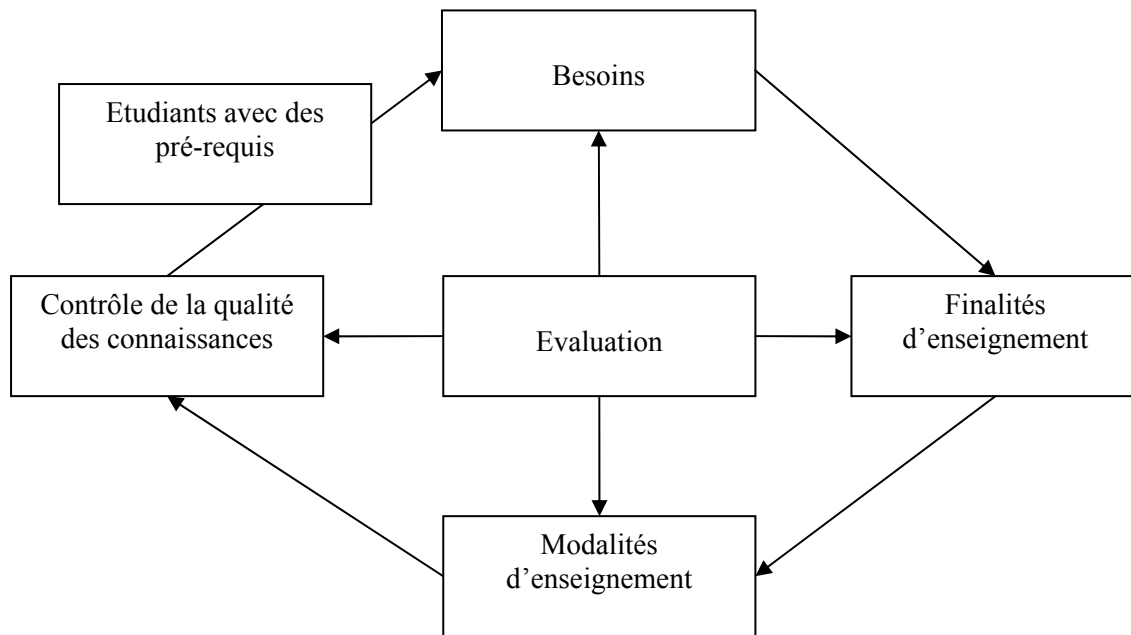 Besoins
Etudiants avec des
pré-requis
Contrôle de la qualité
des connaissances
Evaluation
Finalités
d’enseignement
Modalités
d’enseignement